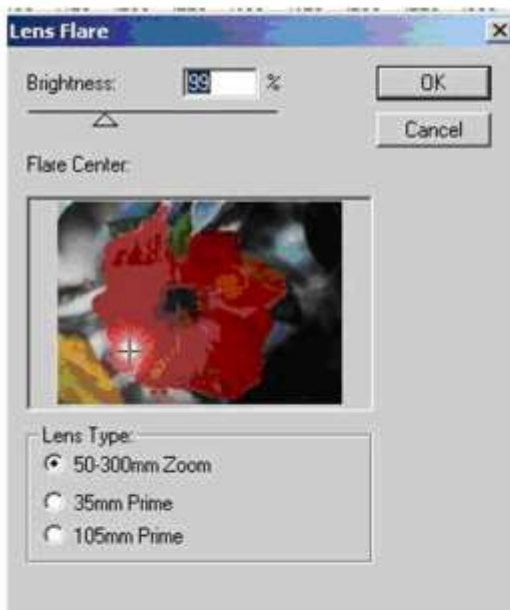 Lens Flare
Brightness: 99 %
OK
Cancel
Flare Center:
Lens Type:
50-300mm Zoom
35mm Prime
105mm Prime